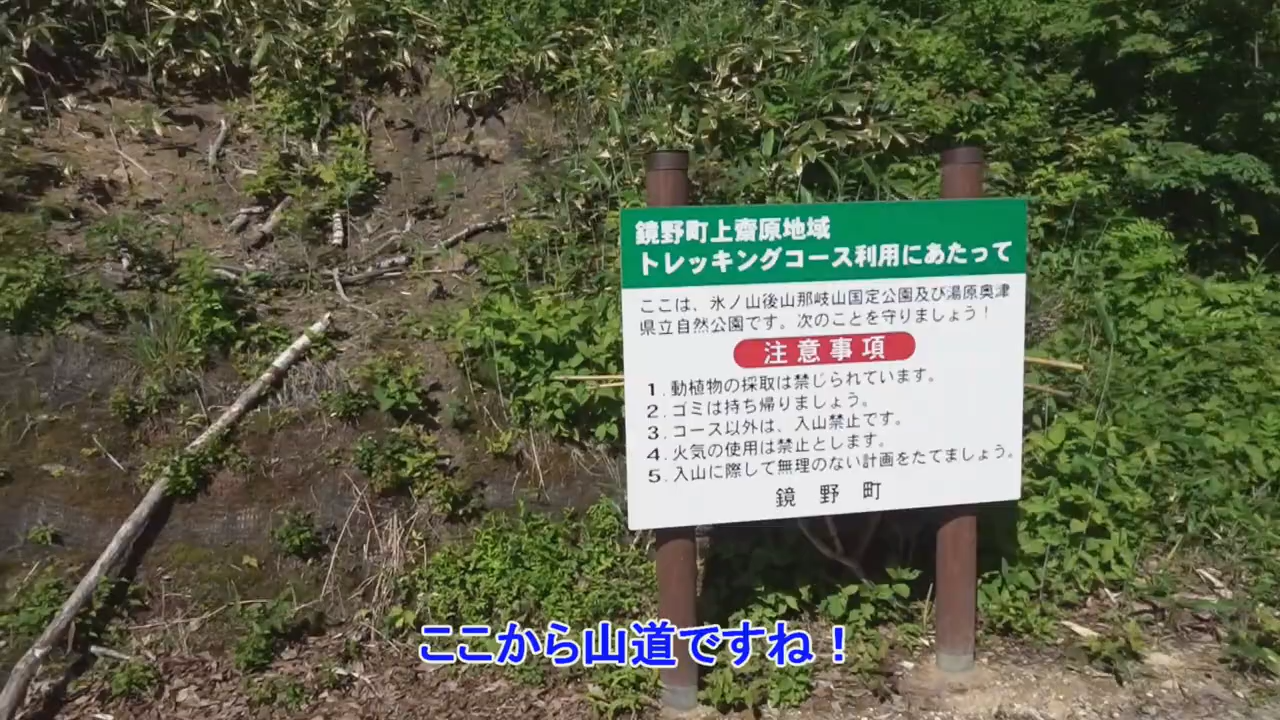 鏡野町上齋原地域
トレッキングコース利用にあたって
ここは、氷ノ山後山那岐山国定公園及び湯原奥津
県立自然公園です。次のことを守りましょう！
注意事項
1. 動植物の採取は禁じられています。
2. ゴミは持ち帰りましょう。
3. コース以外は、入山禁止です。
4. 火気の使用は禁止とします。
5. 入山に際して無理のない計画をたてましょう。
鏡野町
ここから山道ですね！